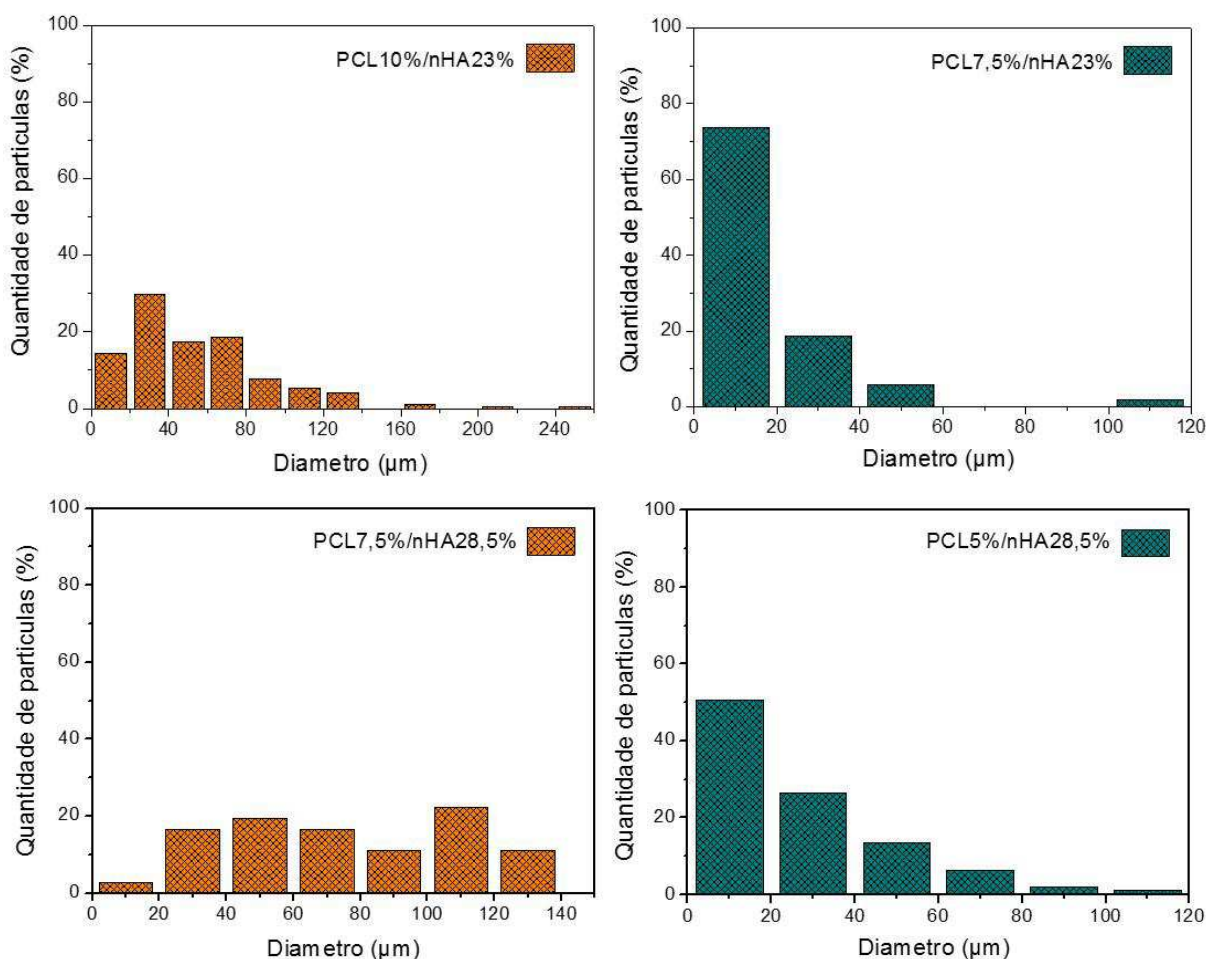 100
80
60
40
20
0
Quantidade de particulas (%)
PCL10%/nHA23%
0 40 80 120 160 200 240
Diametro (µm)
100
80
60
40
20
0
Quantidade de particulas (%)
PCL7,5%/nHA23%
0 20 40 60 80 100 120
Diametro (µm)
100
80
60
40
20
0
Quantidade de particulas (%)
PCL7,5%/nHA28,5%
0 20 40 60 80 100 120 140
Diametro (µm)
100
80
60
40
20
0
Quantidade de particulas (%)
PCL5%/nHA28,5%
0 20 40 60 80 100 120
Diametro (µm)